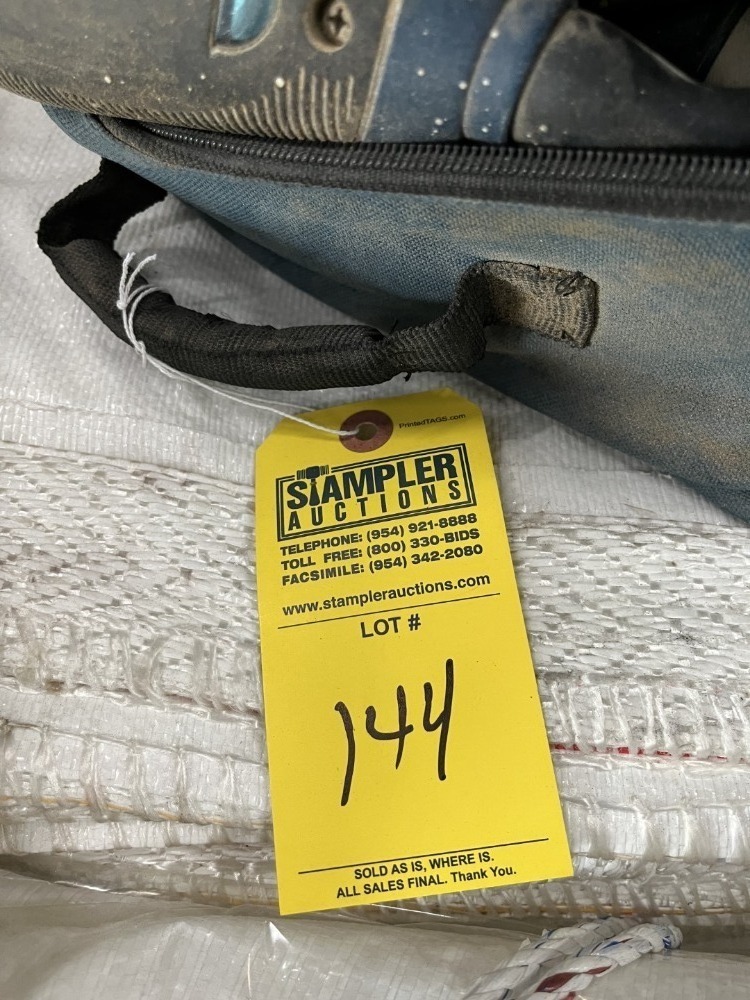 PrintedTAGS.com
STAMPLER
AUCTIONS
TELEPHONE: (954) 921-8888
TOLL FREE: (800) 330-BIDS
FACSIMILE: (954) 342-2080
www.stamplerauctions.com
LOT #
144
SOLD AS IS, WHERE IS.
ALL SALES FINAL. Thank You.